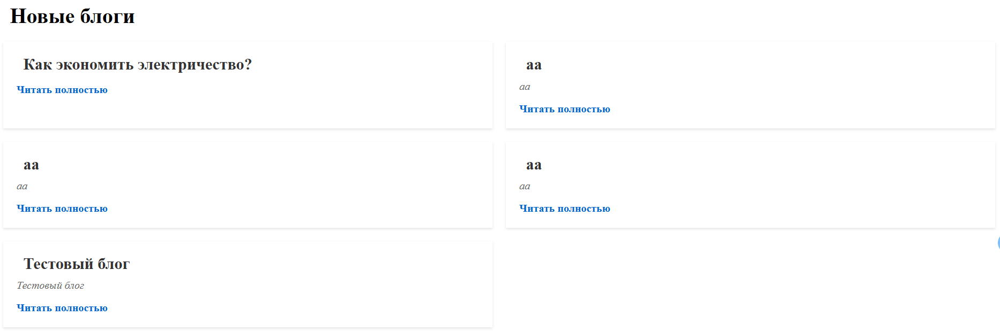 Новые блоги
Как экономить электричество?
Читать полностью
аа
аа
Читать полностью
аа
аа
Читать полностью
аа
аа
Читать полностью
Тестовый блог
Тестовый блог
Читать полностью